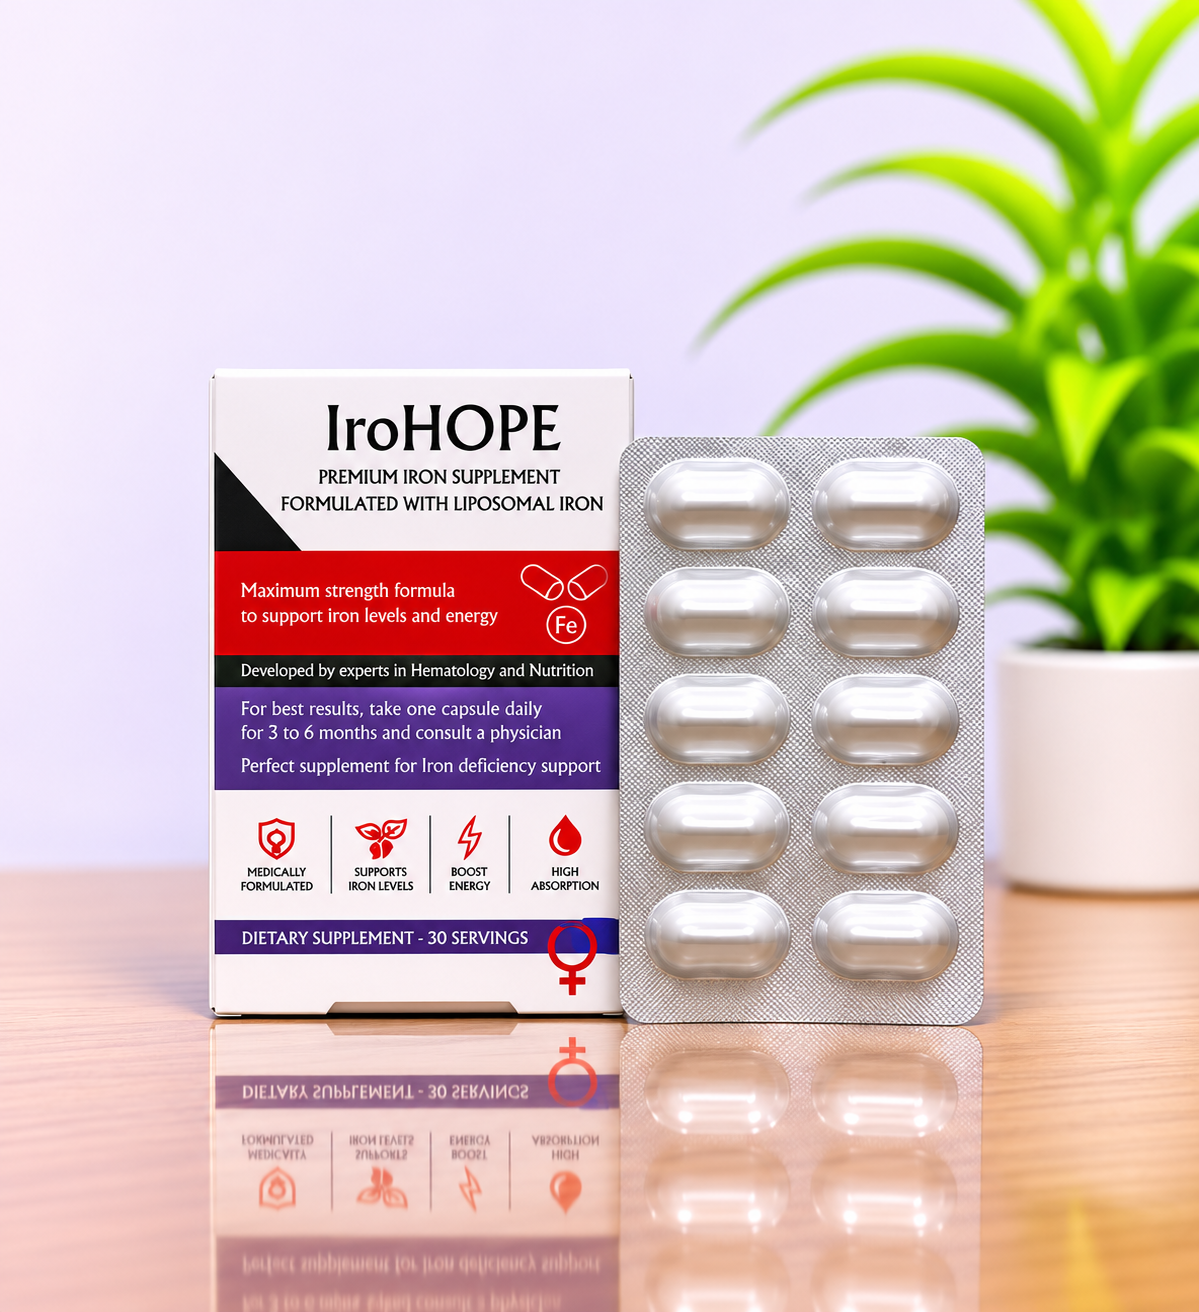 IroHOPE
PREMIUM IRON SUPPLEMENT
FORMULATED WITH LIPOSOMAL IRON
Maximum strength formula
to support iron levels and energy
Fe
Developed by experts in Hematology and Nutrition
For best results, take one capsule daily
for 3 to 6 months and consult a physician
Perfect supplement for Iron deficiency support
MEDICALLY
FORMULATED
SUPPORTS
IRON LEVELS
BOOST
ENERGY
HIGH
ABSORPTION
DIETARY SUPPLEMENT - 30 SERVINGS